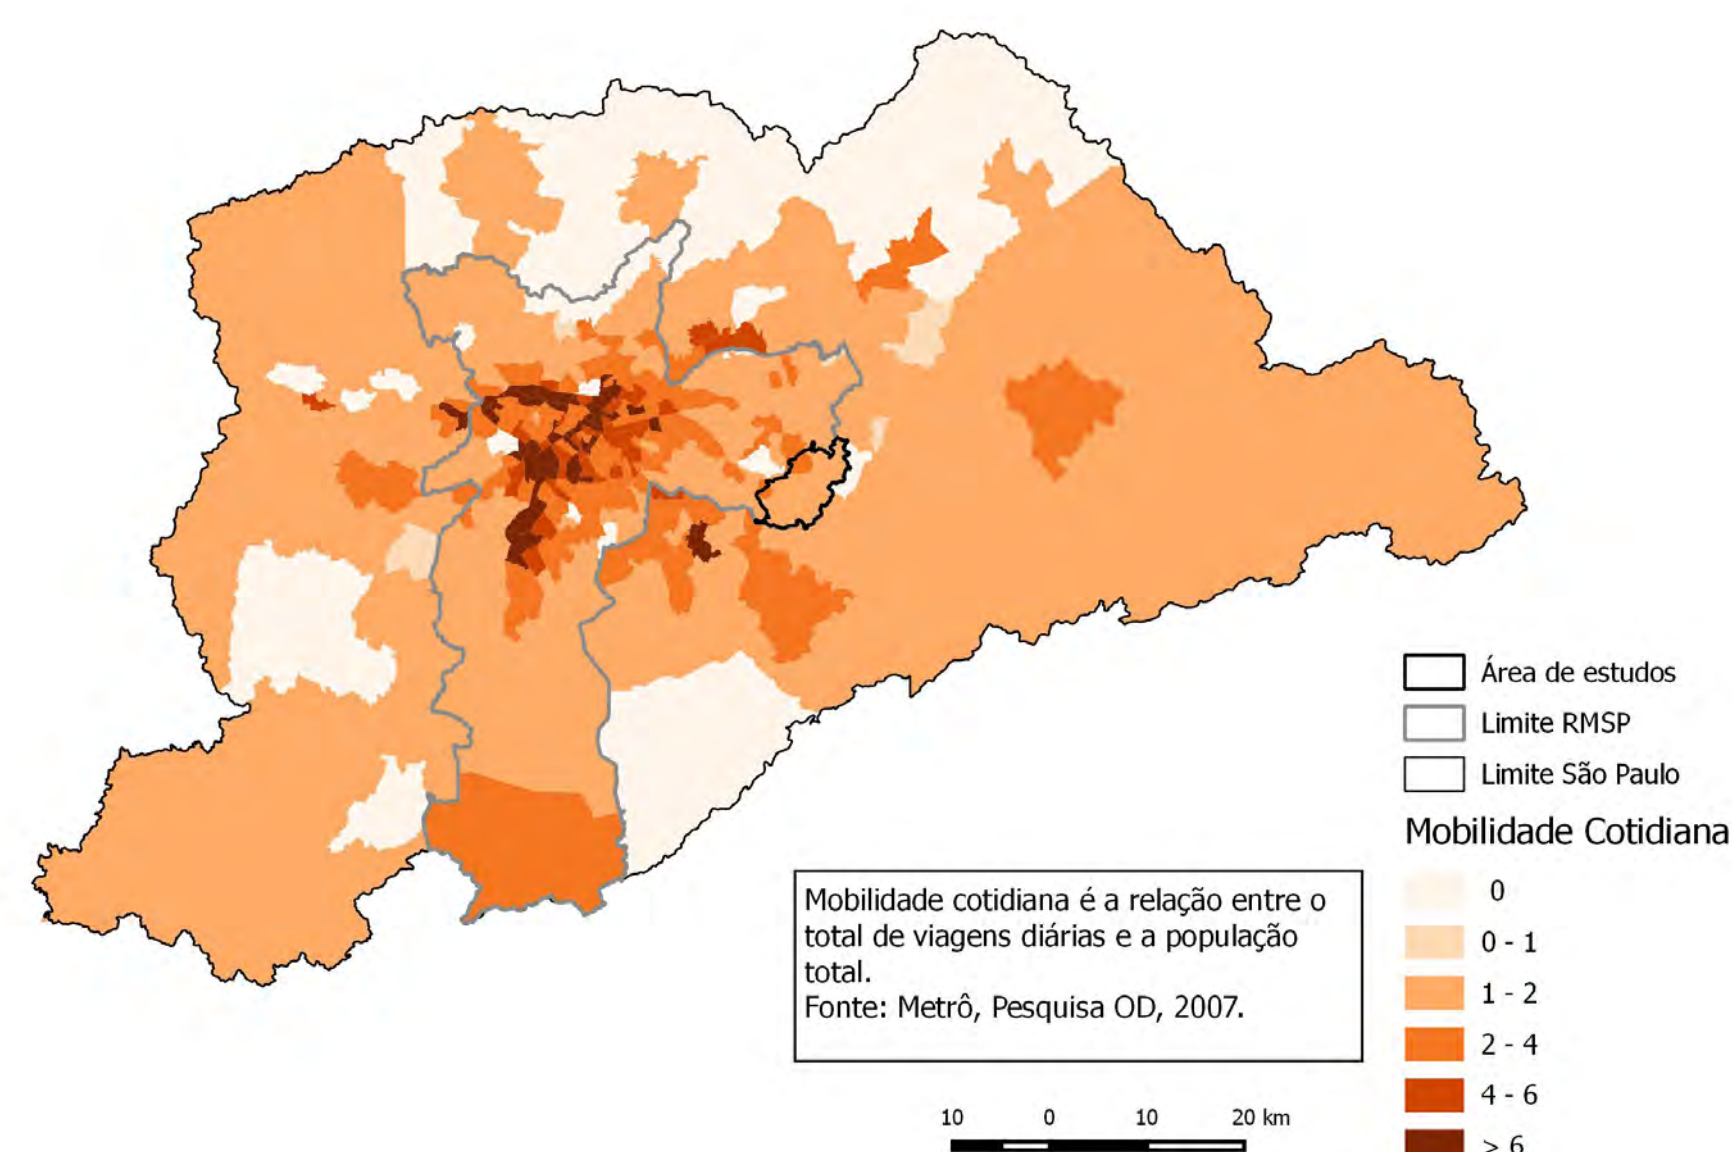 Área de estudos
Limite RMSP
Limite São Paulo
Mobilidade Cotidiana
0
0 - 1
1 - 2
2 - 4
4 - 6
> 6
Mobilidade cotidiana é a relação entre o
total de viagens diárias e a população
total.
Fonte: Metrô, Pesquisa OD, 2007.
10 0 10 20 km